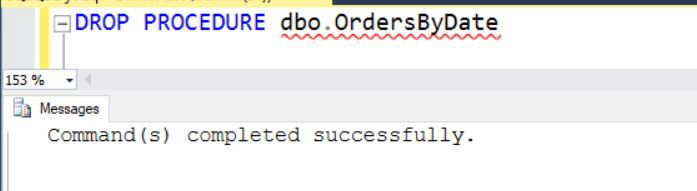 DROP PROCEDURE dbo.OrdersByDate
153 %
Messages
Command(s) completed successfully.